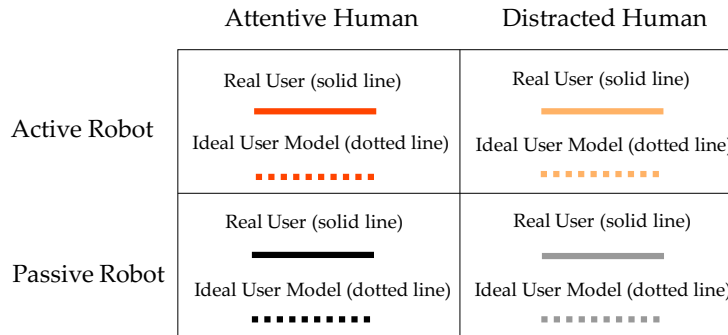 Attentive Human Distracted Human
Real User (solid line) Real User (solid line)
Active Robot
Ideal User Model (dotted line) Ideal User Model (dotted line)
Real User (solid line) Real User (solid line)
Passive Robot
Ideal User Model (dotted line) Ideal User Model (dotted line)